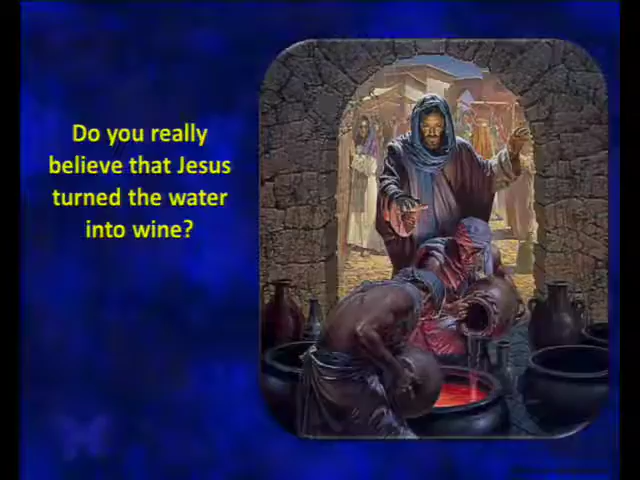 Do you really
believe that Jesus
turned the water
into wine?